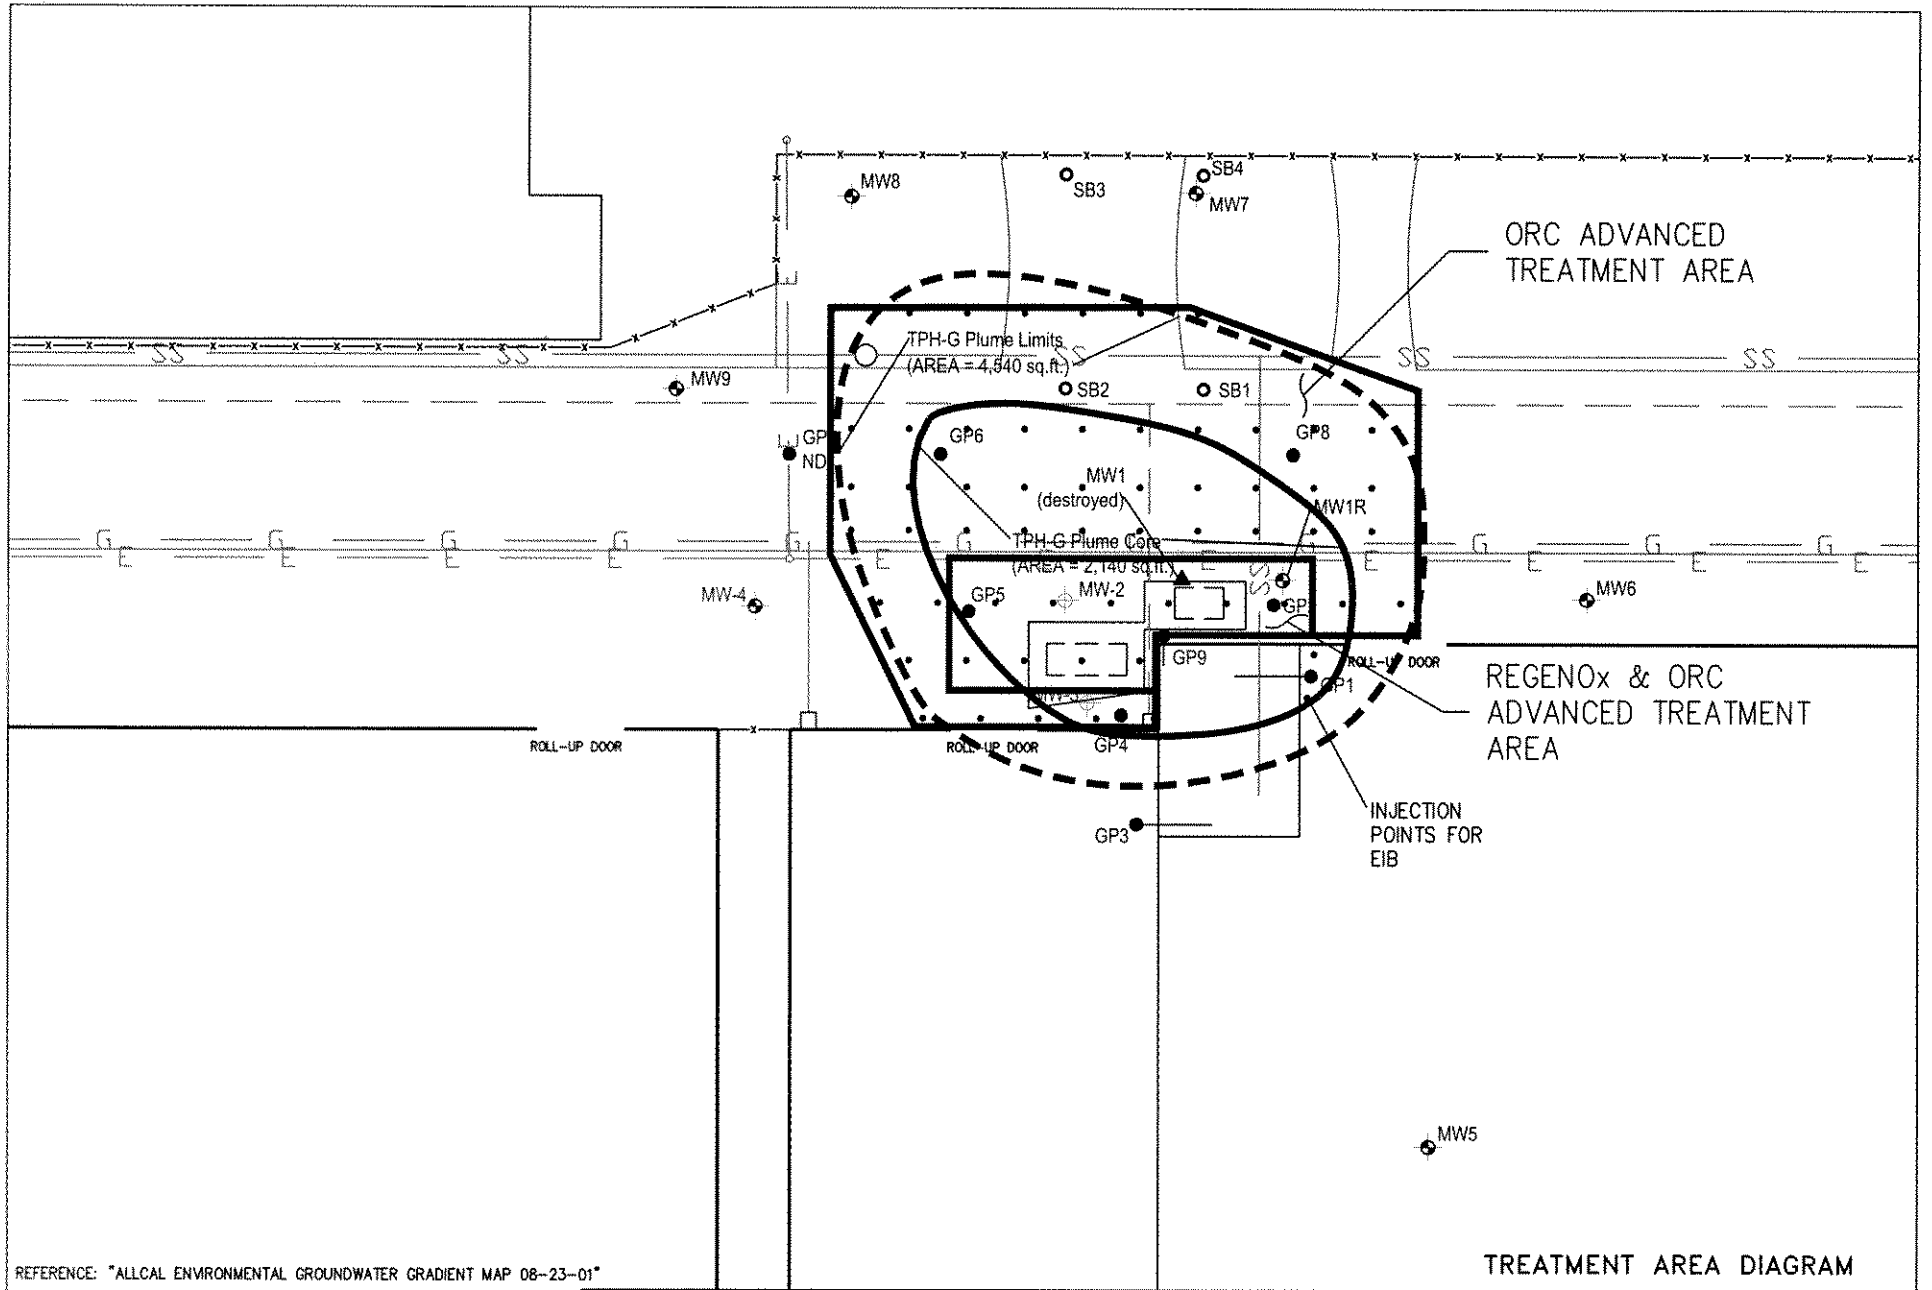 MW8
SB3
SB4
MW7
ORC ADVANCED
TREATMENT AREA
E
TPH-G Plume Limits
(AREA = 4,540 sq.ft.)
SS
SS
SS
SS
SS
MW9
SB2
SB1
E
GP
ND
GP6
GP8
MW1
(destroyed)
MW1R
G
G
G
G
G
G
G
G
G
TPH-G Plume Core
(AREA = 2,140 sq.ft.)
E
E
E
E
E
E
E
E
E
E
SS
MW-4
GP5
MW-2
GP
MW6
GP9
ROLL-UP DOOR
GP1
REGENOx & ORC
ADVANCED TREATMENT
AREA
MW-3
ROLL-UP DOOR
ROLL-UP DOOR
GP4
GP3
INJECTION
POINTS FOR
EIB
MW5
REFERENCE: "ALLCAL ENVIRONMENTAL GROUNDWATER GRADIENT MAP 08-23-01"
TREATMENT AREA DIAGRAM